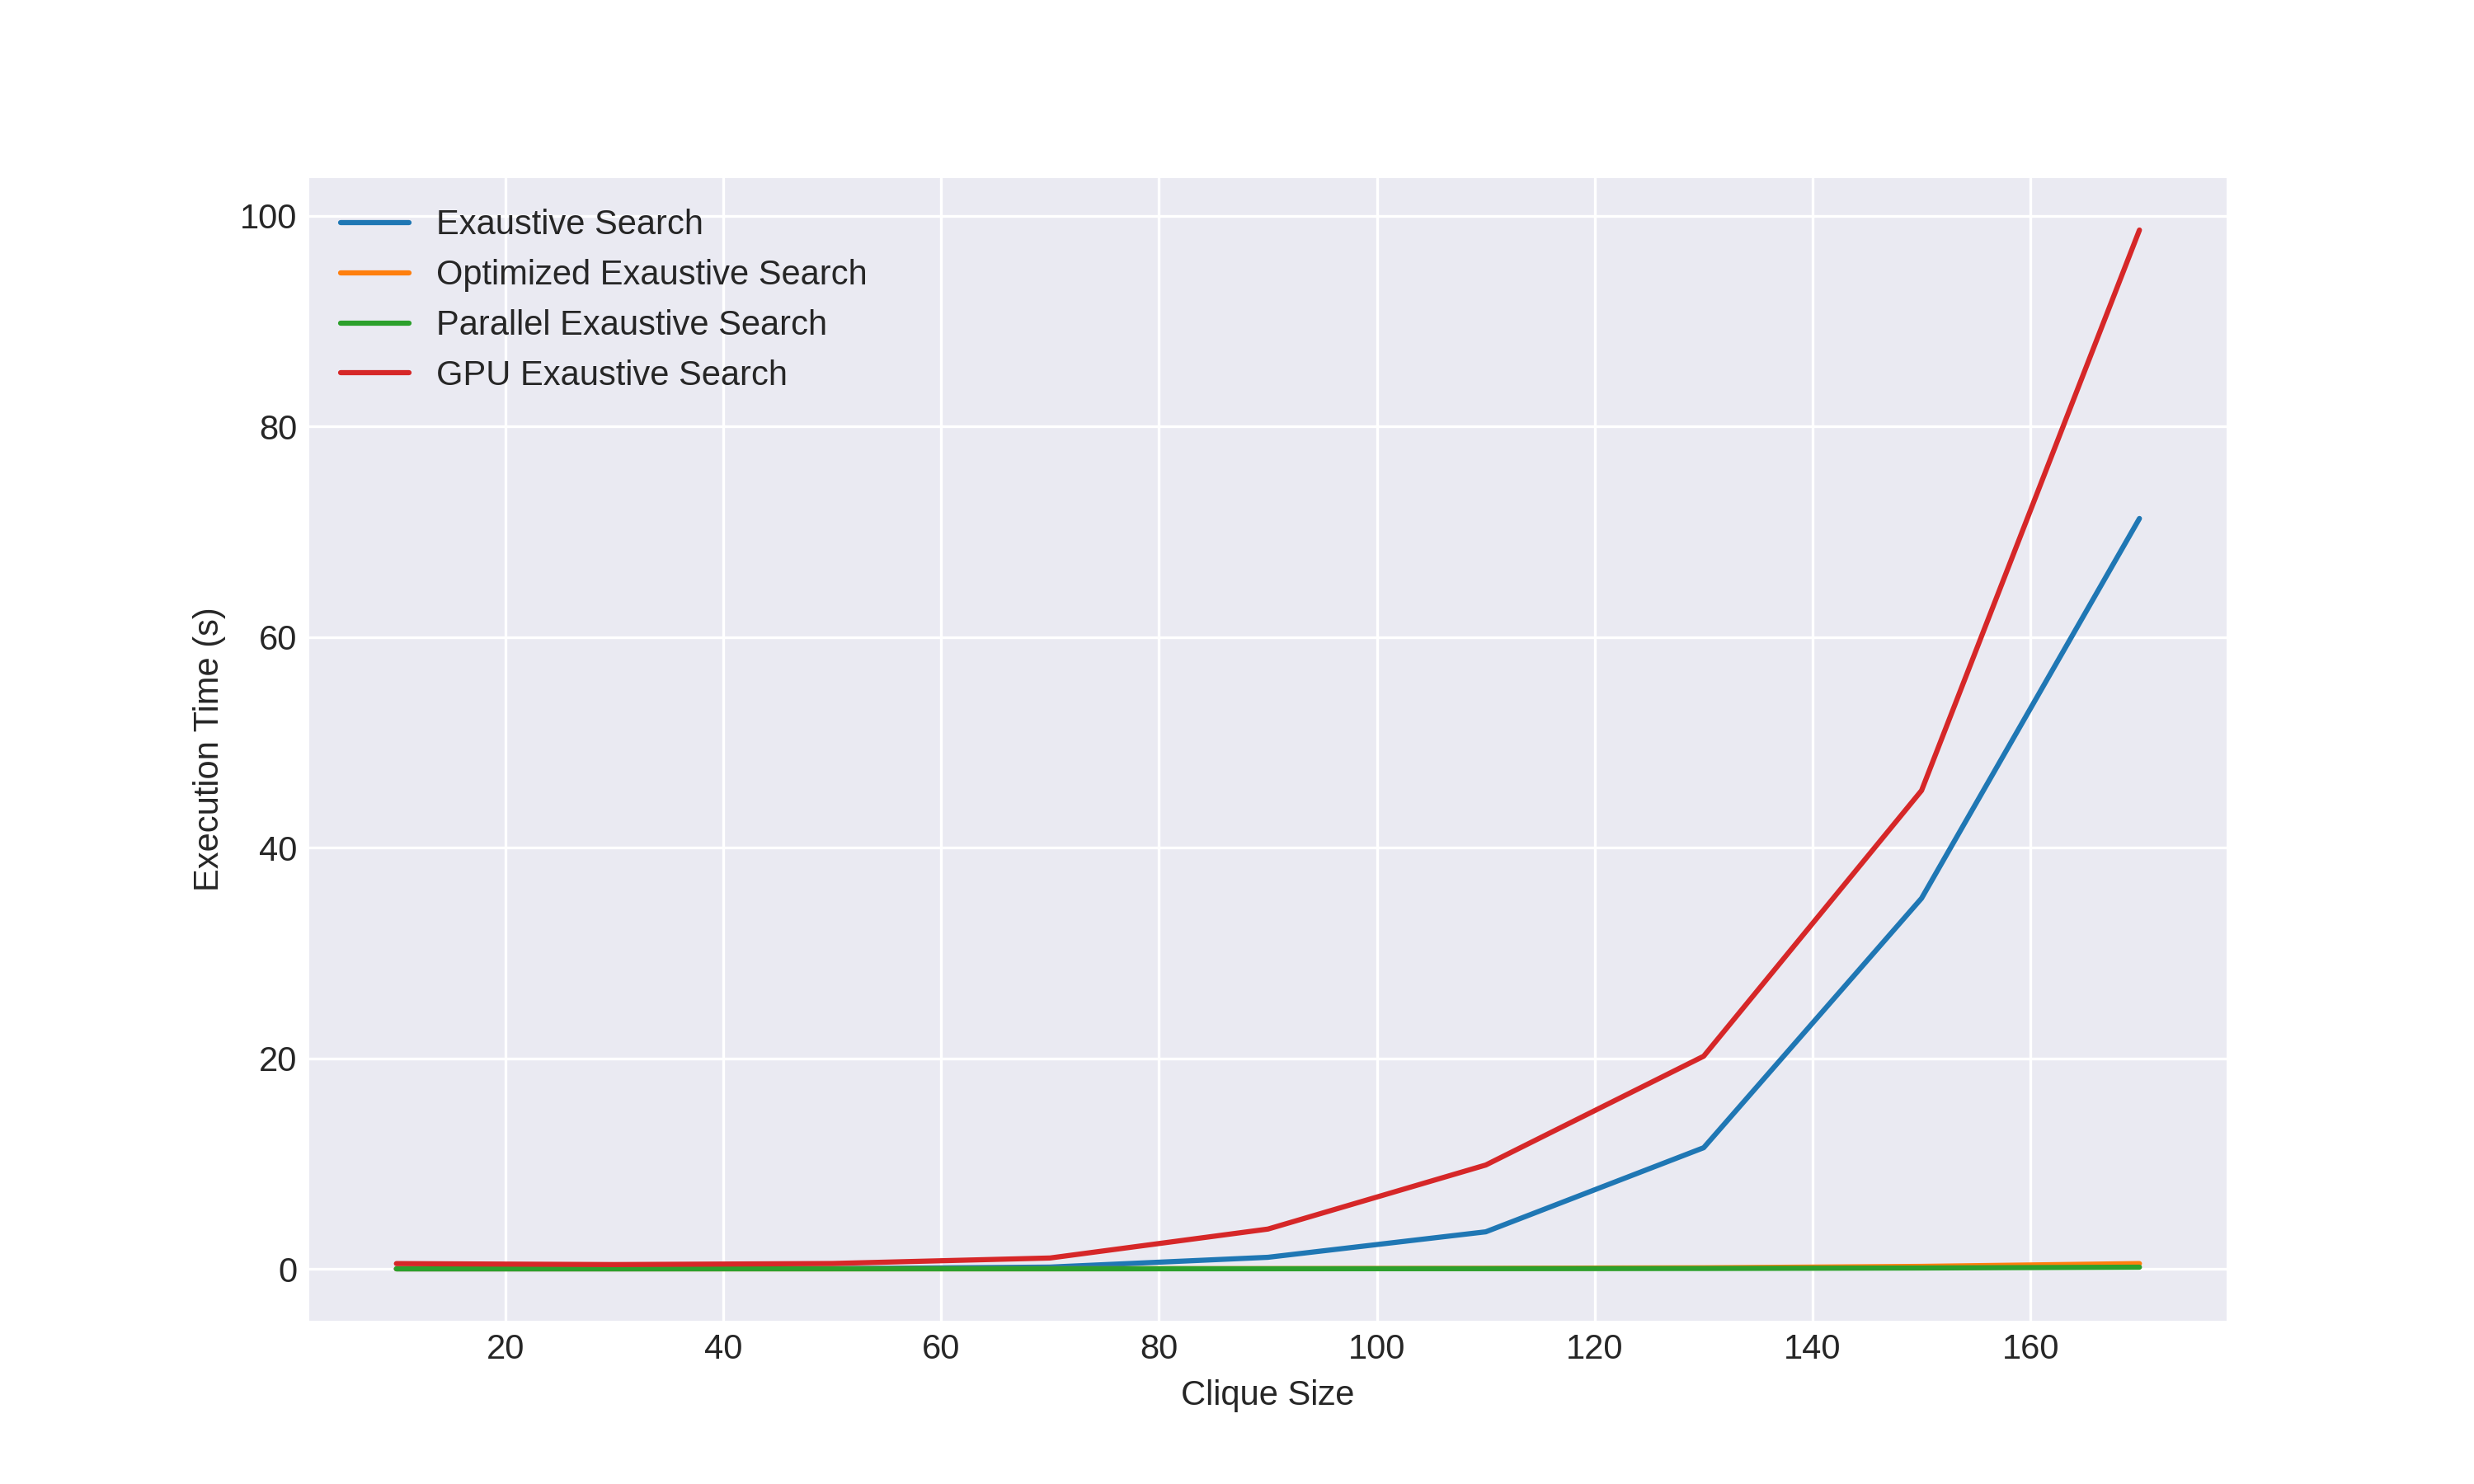 Exaustive Search
Optimized Exaustive Search
Parallel Exaustive Search
GPU Exaustive Search
Execution Time (s)
100
80
60
40
20
0
20 40 60 80 100 120 140 160
Clique Size